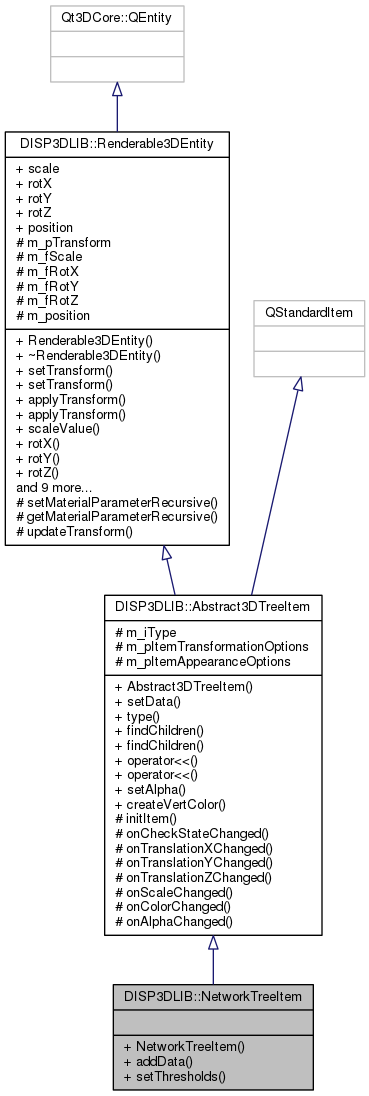 Qt3DCore::QEntity
DISP3DLIB::Renderable3DEntity
+ scale
+ rotX
+ rotY
+ rotZ
+ position
# m_pTransform
# m_fScale
# m_fRotX
# m_fRotY
# m_fRotZ
# m_position
+ Renderable3DEntity()
+ ~Renderable3DEntity()
+ setTransform()
+ setTransform()
+ applyTransform()
+ applyTransform()
+ scaleValue()
+ rotX()
+ rotY()
+ rotZ()
and 9 more...
# setMaterialParameterRecursive()
# getMaterialParameterRecursive()
# updateTransform()
QStandardItem
DISP3DLIB::Abstract3DTreeItem
# m_iType
# m_pItemTransformationOptions
# m_pItemAppearanceOptions
+ Abstract3DTreeItem()
+ setData()
+ type()
+ findChildren()
+ findChildren()
+ operator<<()
+ operator<<()
+ setAlpha()
+ createVertColor()
# initItem()
# onCheckStateChanged()
# onTranslationXChanged()
# onTranslationYChanged()
# onTranslationZChanged()
# onScaleChanged()
# onColorChanged()
# onAlphaChanged()
DISP3DLIB::NetworkTreeItem
+ NetworkTreeItem()
+ addData()
+ setThresholds()